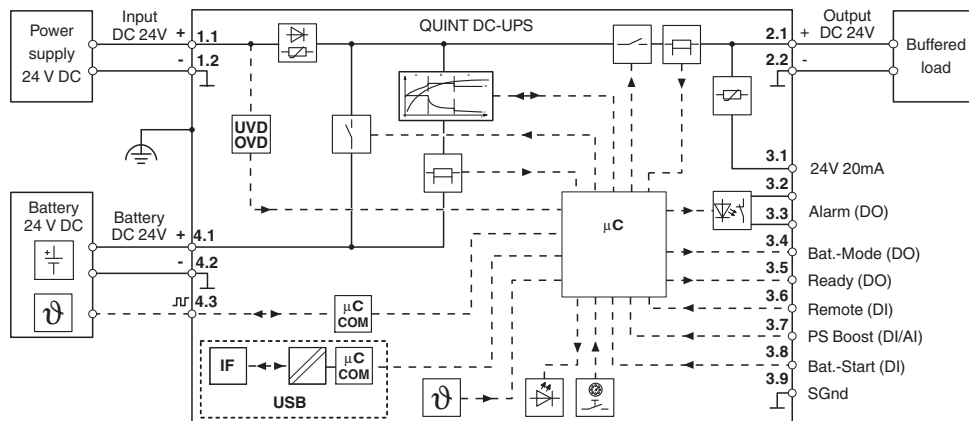 Power
supply
24 V DC
Input
DC 24V
+
1.1
-
1.2
QUINT DC-UPS
2.1
+
Output
DC 24V
2.2
-
Buffered
load
UVD
OVD
3.1
24V 20mA
3.2
3.3
Alarm (DO)
µC
3.4
Bat.-Mode (DO)
3.5
Ready (DO)
3.6
Remote (DI)
3.7
PS Boost (DI/AI)
3.8
Bat.-Start (DI)
3.9
SGnd
Battery
24 V DC
+
ϑ
Battery
DC 24V
+
4.1
-
4.2
4.3
µC
COM
IF
µC
COM
USB
ϑ